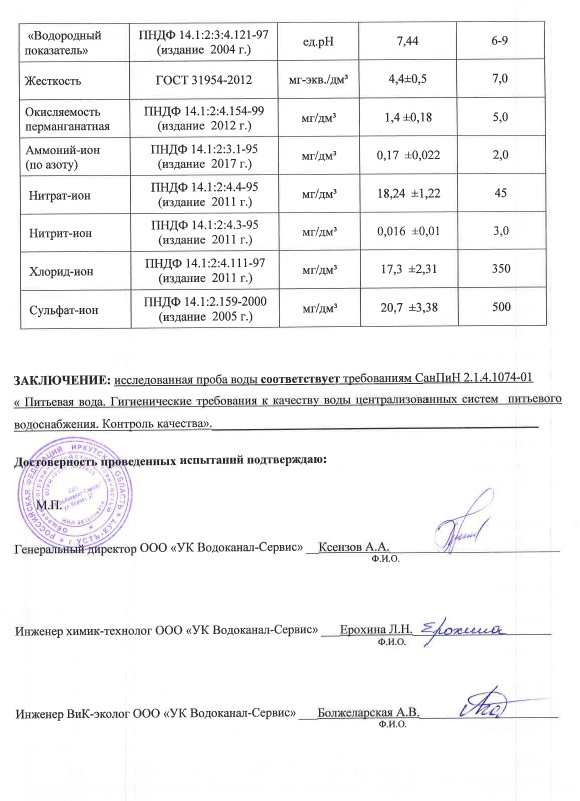 «Водородный показатель» ПНДФ 14.1:2:3:4.121-97 (издание 2004 г.) ед.рН 7,44 6-9
Жесткость ГОСТ 31954-2012 мг-экв./дм³ 4,4±0,5 7,0
Окисляемость перманганатная ПНДФ 14.1:2:4.154-99 (издание 2012 г.) мг/дм³ 1,4 ±0,18 5,0
Аммоний-ион (по азоту) ПНДФ 14.1:2:3.1-95 (издание 2017 г.) мг/дм³ 0,17 ±0,022 2,0
Нитрат-ион ПНДФ 14.1:2:4.4-95 (издание 2011 г.) мг/дм³ 18,24 ±1,22 45
Нитрит-ион ПНДФ 14.1:2:4.3-95 (издание 2011 г.) мг/дм³ 0,016 ±0,01 3,0
Хлорид-ион ПНДФ 14.1:2:4.111-97 (издание 2011 г.) мг/дм³ 17,3 ±2,31 350
Сульфат-ион ПНДФ 14.1:2.159-2000 (издание 2005 г.) мг/дм³ 20,7 ±3,38 500
ЗАКЛЮЧЕНИЕ: исследованная проба воды соответствует требованиям СанПиН 2.1.4.1074-01
« Питьевая вода. Гигиенические требования к качеству воды централизованных систем питьевого
водоснабжения. Контроль качества».
Достоверность проведенных испытаний подтверждаю:
РОССИЙСКАЯ ФЕДЕРАЦИЯ ИРКУТСКАЯ ОБЛАСТЬ г. УСТЬ-КУТ
М.П.
Генеральный директор ООО «УК Водоканал-Сервис» Ксензов А.А.
Ф.И.О.
Инженер химик-технолог ООО «УК Водоканал-Сервис» Ерохина Л.Н. Ерохина
Ф.И.О.
Инженер ВиК-эколог ООО «УК Водоканал-Сервис» Болжеларская А.В.
Ф.И.О.